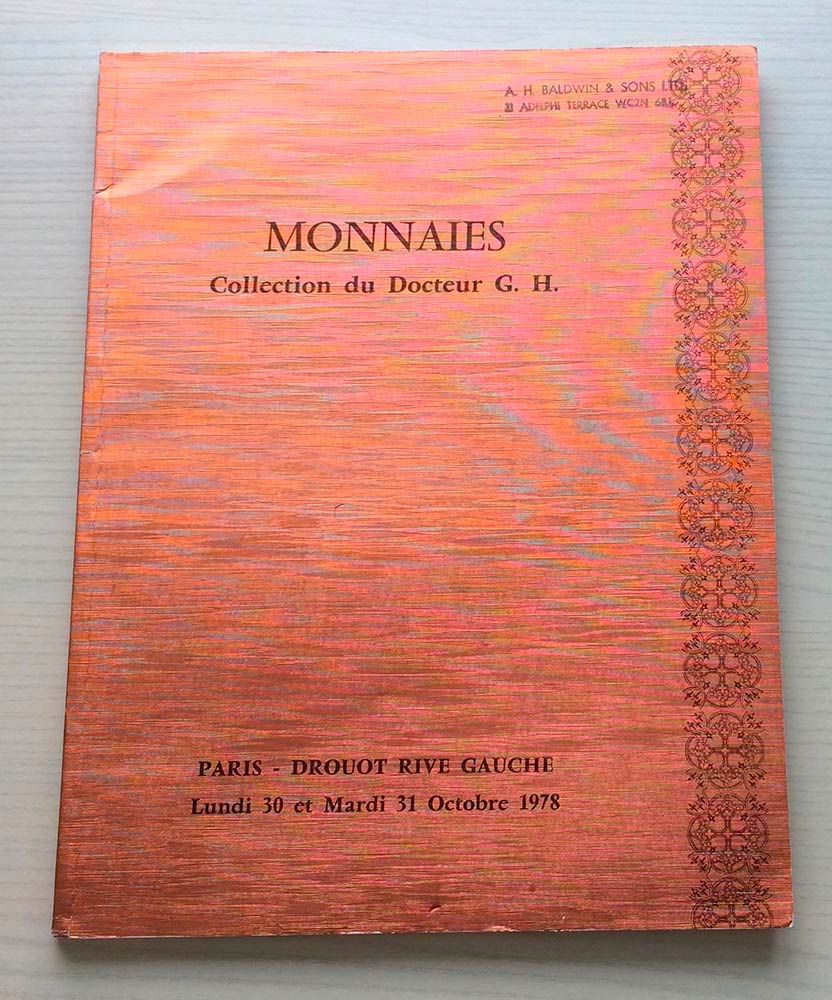 A. H. BALDWIN & SONS LTD.
ADELPHI TERRACE WC2N
MONNAIES
Collection du Docteur G. H.
PARIS - DROUOT RIVE GAUCHE
Lundi 30 et Mardi 31 Octobre 1978